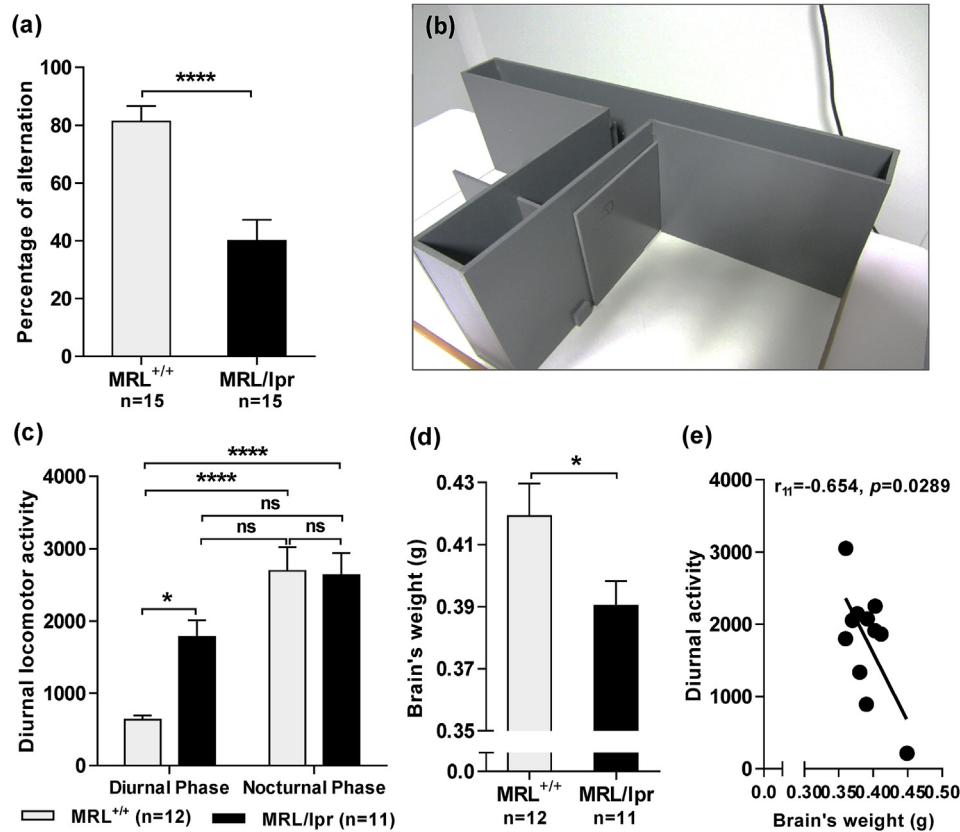 (a)
Percentage of alternation
100
80
60
40
20
0
****
MRL+/+
n=15
MRL/lpr
n=15
(b)
(c)
Diurnal locomotor activity
4000
3000
2000
1000
0
****
****
ns
ns
ns
*
Diurnal Phase
Nocturnal Phase
MRL+/+ (n=12)
MRL/lpr (n=11)
(d)
Brain's weight (g)
0.43
0.41
0.39
0.37
0.35
0.0
*
MRL+/+
n=12
MRL/lpr
n=11
(e)
r11=-0.654, p=0.0289
Diurnal activity
4000
3000
2000
1000
0
0.0 0.30 0.35 0.40 0.45 0.50
Brain's weight (g)